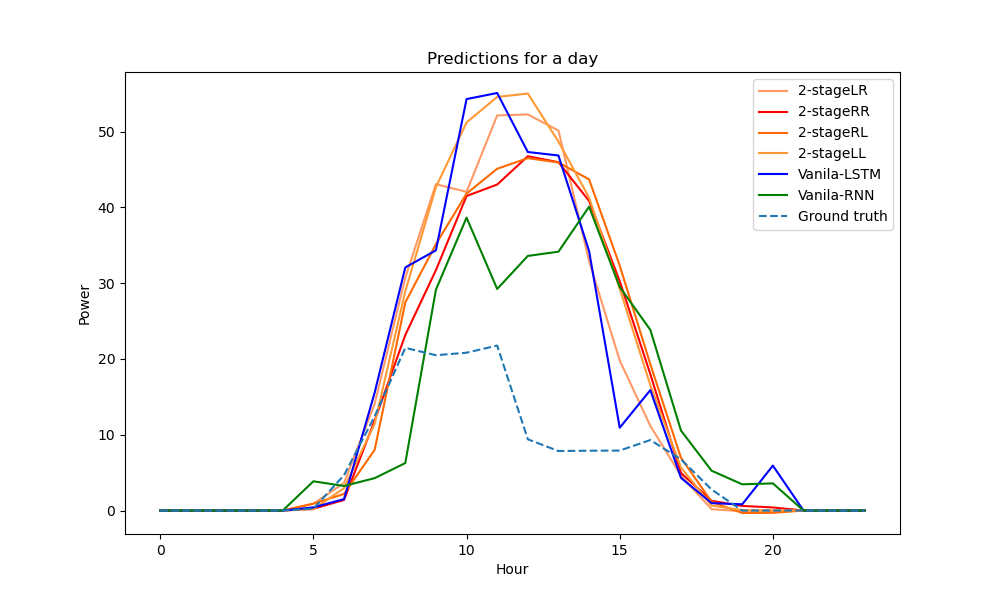 Predictions for a day
2-stageLR
2-stageRR
2-stageRL
2-stageLL
Vanila-LSTM
Vanila-RNN
Ground truth
Power
50
40
30
20
10
0
0 5 10 15 20
Hour